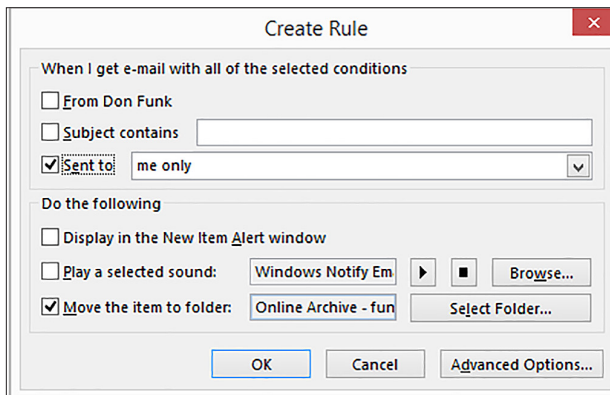 Create Rule
When I get e-mail with all of the selected conditions
From Don Funk
Subject contains
Sent to me only
Do the following
Display in the New Item Alert window
Play a selected sound: Windows Notify Em Browse...
Move the item to folder: Online Archive - fun Select Folder...
OK Cancel Advanced Options...